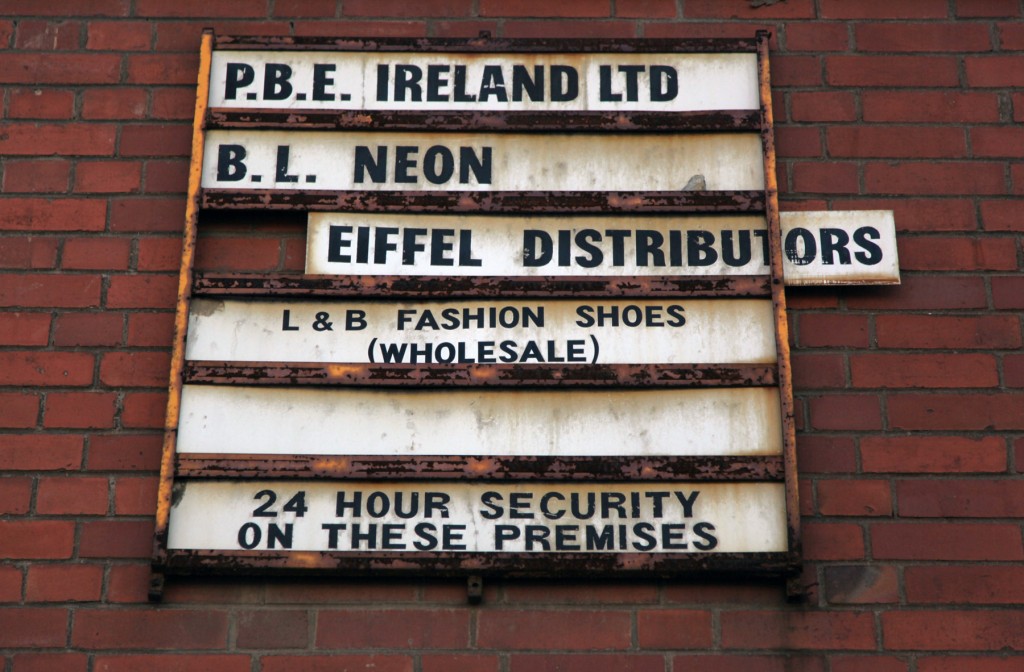 P.B.E. IRELAND LTD
B.L. NEON
EIFFEL DISTRIBUTORS
L & B FASHION SHOES
(WHOLESALE)
24 HOUR SECURITY
ON THESE PREMISES